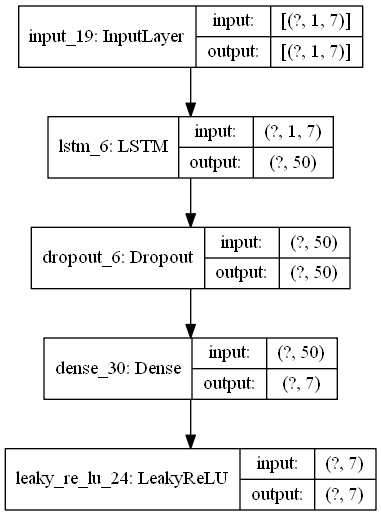 input_19: InputLayer
input: [(?, 1, 7)]
output: [(?, 1, 7)]
lstm_6: LSTM
input: (?, 1, 7)
output: (?, 50)
dropout_6: Dropout
input: (?, 50)
output: (?, 50)
dense_30: Dense
input: (?, 50)
output: (?, 7)
leaky_re_lu_24: LeakyReLU
input: (?, 7)
output: (?, 7)